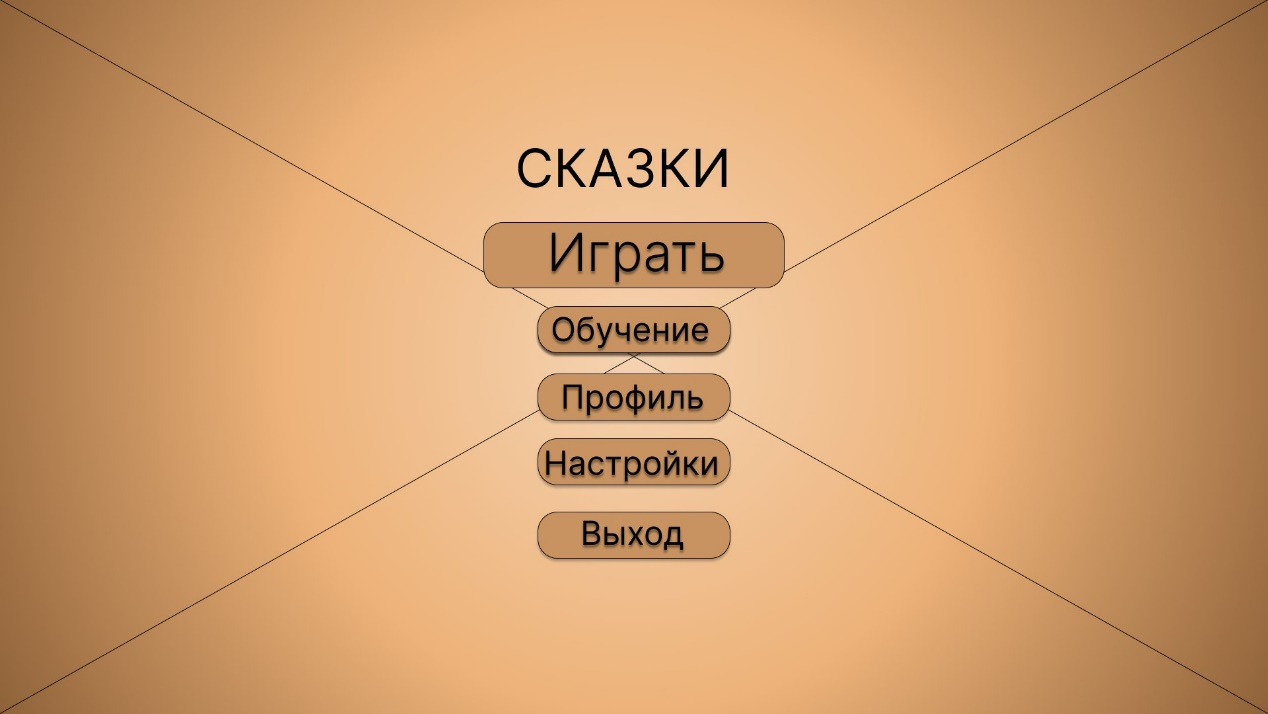 СКАЗКИ
Играть
Обучение
Профиль
Настройки
Выход